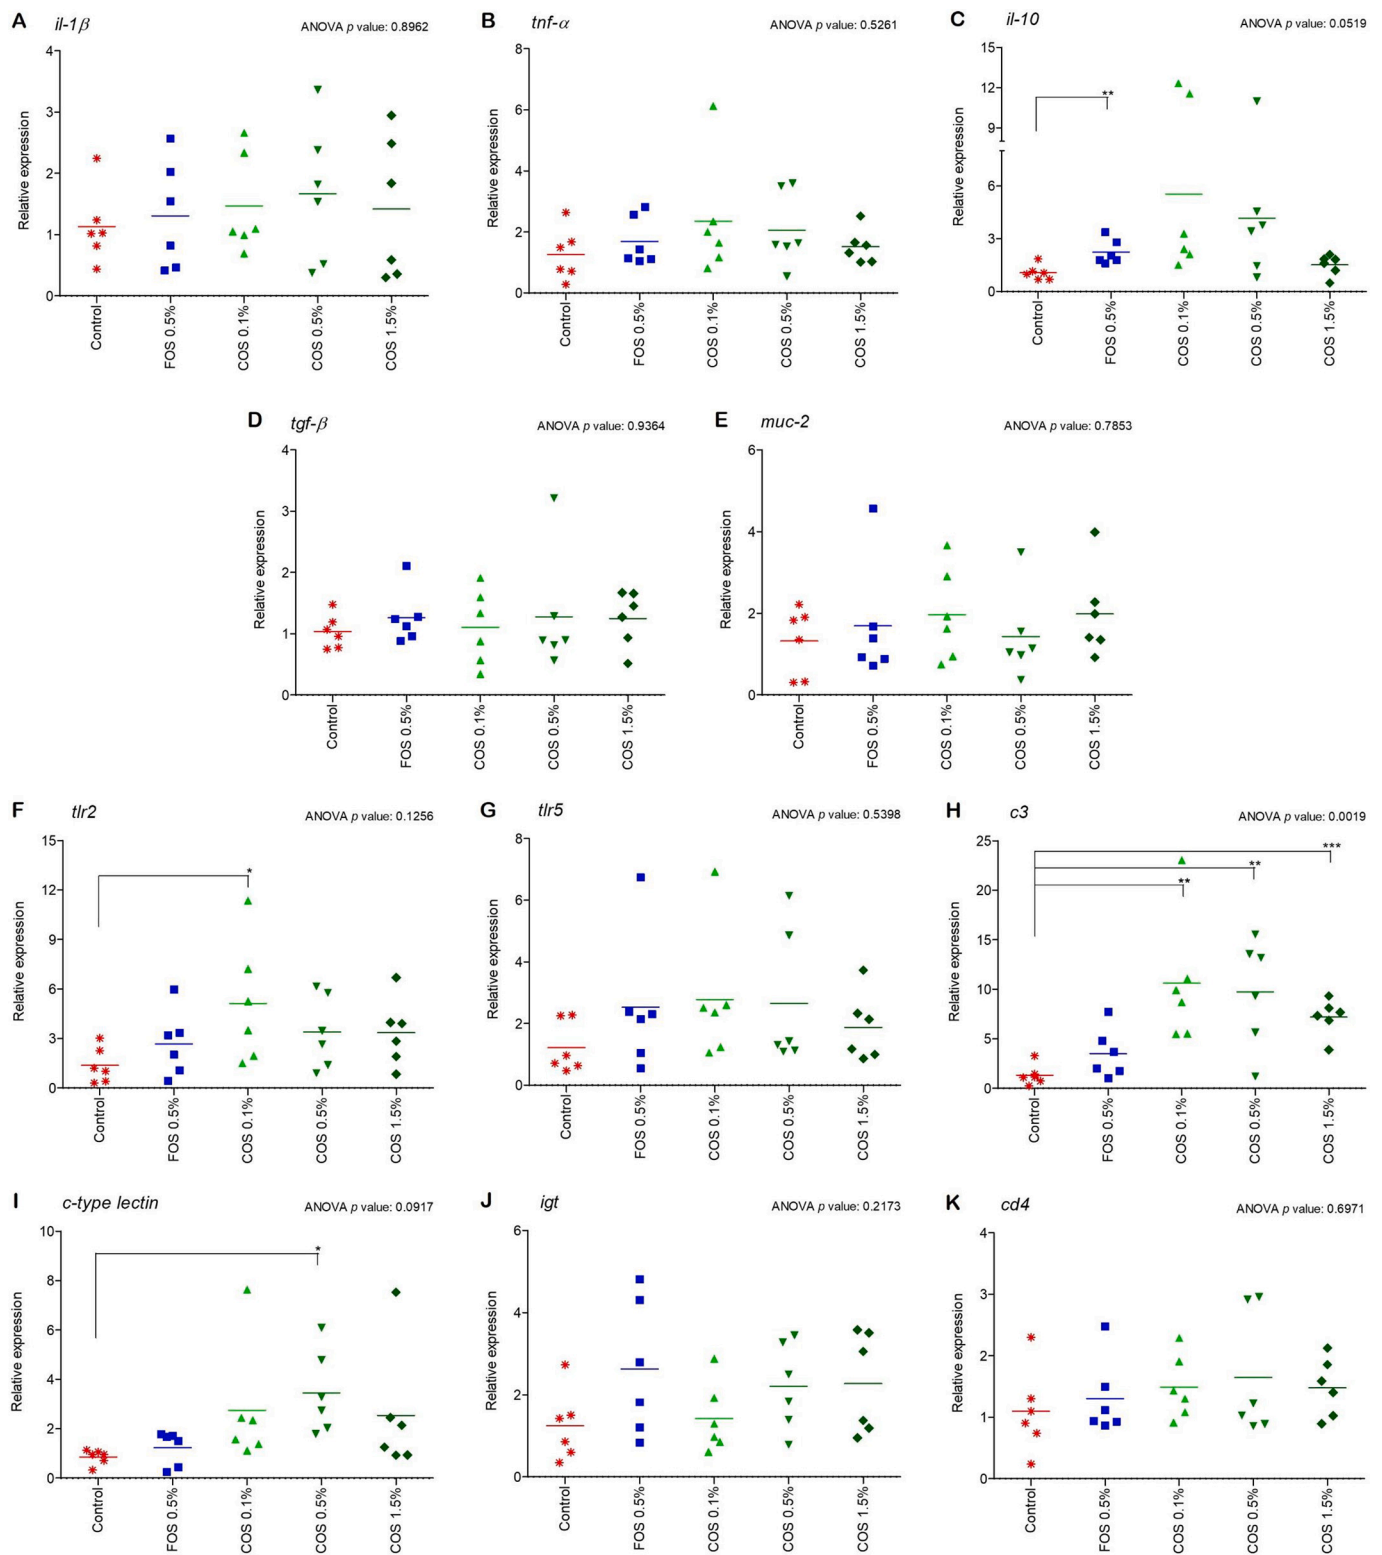 A il-1β ANOVA p value: 0.8962
Relative expression
4
3
2
1
0
Control
FOS 0.5%
COS 0.1%
COS 0.5%
COS 1.5%
B tnf-α ANOVA p value: 0.5261
Relative expression
8
6
4
2
0
Control
FOS 0.5%
COS 0.1%
COS 0.5%
COS 1.5%
C il-10 ANOVA p value: 0.0519
Relative expression
15
12
9
6
3
0
**
Control
FOS 0.5%
COS 0.1%
COS 0.5%
COS 1.5%
D tgf-β ANOVA p value: 0.9364
Relative expression
4
3
2
1
0
Control
FOS 0.5%
COS 0.1%
COS 0.5%
COS 1.5%
E muc-2 ANOVA p value: 0.7853
Relative expression
6
4
2
0
Control
FOS 0.5%
COS 0.1%
COS 0.5%
COS 1.5%
F tlr2 ANOVA p value: 0.1256
Relative expression
15
12
9
6
3
0
*
Control
FOS 0.5%
COS 0.1%
COS 0.5%
COS 1.5%
G tlr5 ANOVA p value: 0.5398
Relative expression
8
6
4
2
0
Control
FOS 0.5%
COS 0.1%
COS 0.5%
COS 1.5%
H c3 ANOVA p value: 0.0019
Relative expression
25
20
15
10
5
0
***
**
**
Control
FOS 0.5%
COS 0.1%
COS 0.5%
COS 1.5%
I c-type lectin ANOVA p value: 0.0917
Relative expression
10
8
6
4
2
0
*
Control
FOS 0.5%
COS 0.1%
COS 0.5%
COS 1.5%
J igt ANOVA p value: 0.2173
Relative expression
6
4
2
0
Control
FOS 0.5%
COS 0.1%
COS 0.5%
COS 1.5%
K cd4 ANOVA p value: 0.6971
Relative expression
4
3
2
1
0
Control
FOS 0.5%
COS 0.1%
COS 0.5%
COS 1.5%